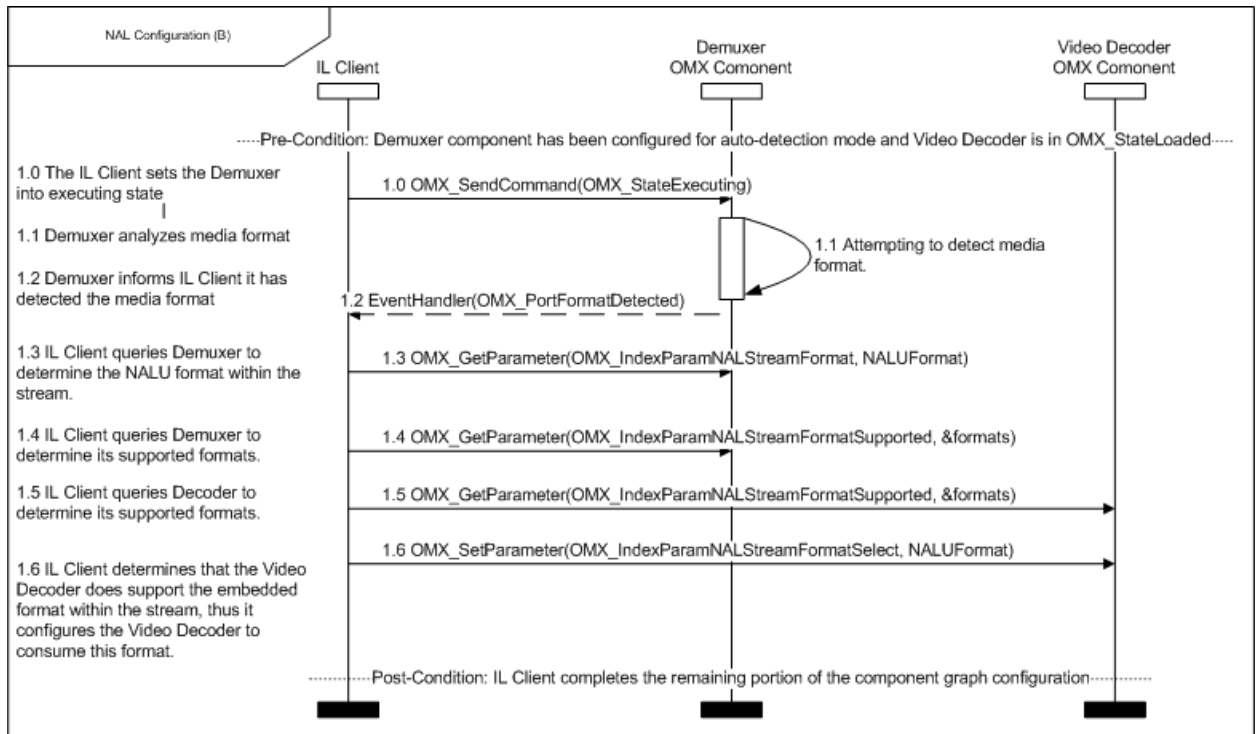 NAL Configuration (B)
IL Client
Demuxer
OMX Comonent
Video Decoder
OMX Comonent
-----Pre-Condition: Demuxer component has been configured for auto-detection mode and Video Decoder is in OMX_StateLoaded-----
1.0 The IL Client sets the Demuxer
into executing state
1.0 OMX_SendCommand(OMX_StateExecuting)
1.1 Demuxer analyzes media format
1.1 Attempting to detect media
format.
1.2 Demuxer informs IL Client it has
detected the media format
1.2 EventHandler(OMX_PortFormatDetected)
1.3 IL Client queries Demuxer to
determine the NALU format within the
stream.
1.3 OMX_GetParameter(OMX_IndexParamNALStreamFormat, NALUFormat)
1.4 IL Client queries Demuxer to
determine its supported formats.
1.4 OMX_GetParameter(OMX_IndexParamNALStreamFormatSupported, &formats)
1.5 IL Client queries Decoder to
determine its supported formats.
1.5 OMX_GetParameter(OMX_IndexParamNALStreamFormatSupported, &formats)
1.6 OMX_SetParameter(OMX_IndexParamNALStreamFormatSelect, NALUFormat)
1.6 IL Client determines that the Video
Decoder does support the embedded
format within the stream, thus it
configures the Video Decoder to
consume this format.
----------Post-Condition: IL Client completes the remaining portion of the component graph configuration----------